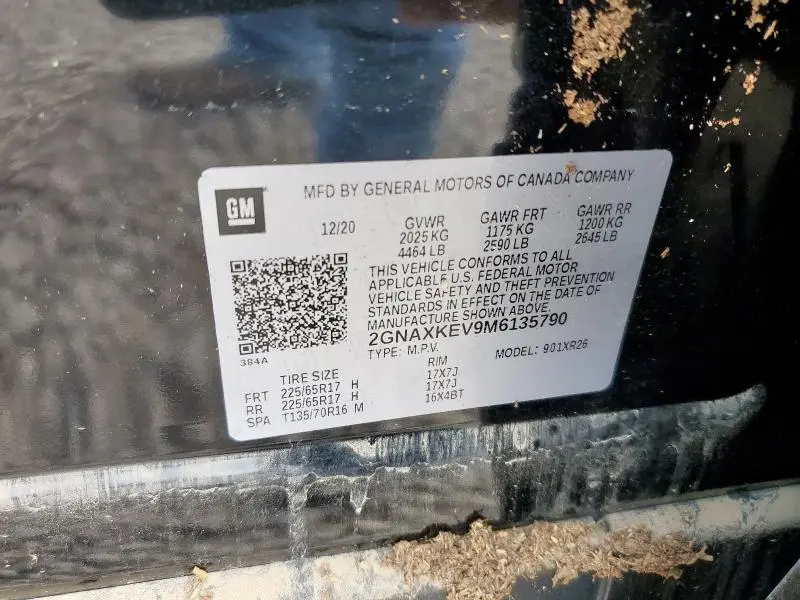 GM
MFD BY GENERAL MOTORS OF CANADA COMPANY
12/20 GVWR GAWR FRT GAWR RR
2025 KG 1175 KG 1200 KG
4464 LB 2590 LB 2645 LB
THIS VEHICLE CONFORMS TO ALL
APPLICABLE U.S. FEDERAL MOTOR
VEHICLE SAFETY AND THEFT PREVENTION
STANDARDS IN EFFECT ON THE DATE OF
MANUFACTURE SHOWN ABOVE.
2GNAXKEV9M6135790
TYPE: M.P.V. MODEL: 901XR26
384A
TIRE SIZE RIM
FRT 225/65R17 H 17X7J
RR 225/65R17 H 17X7J
SPA T135/70R16 M 16X4BT